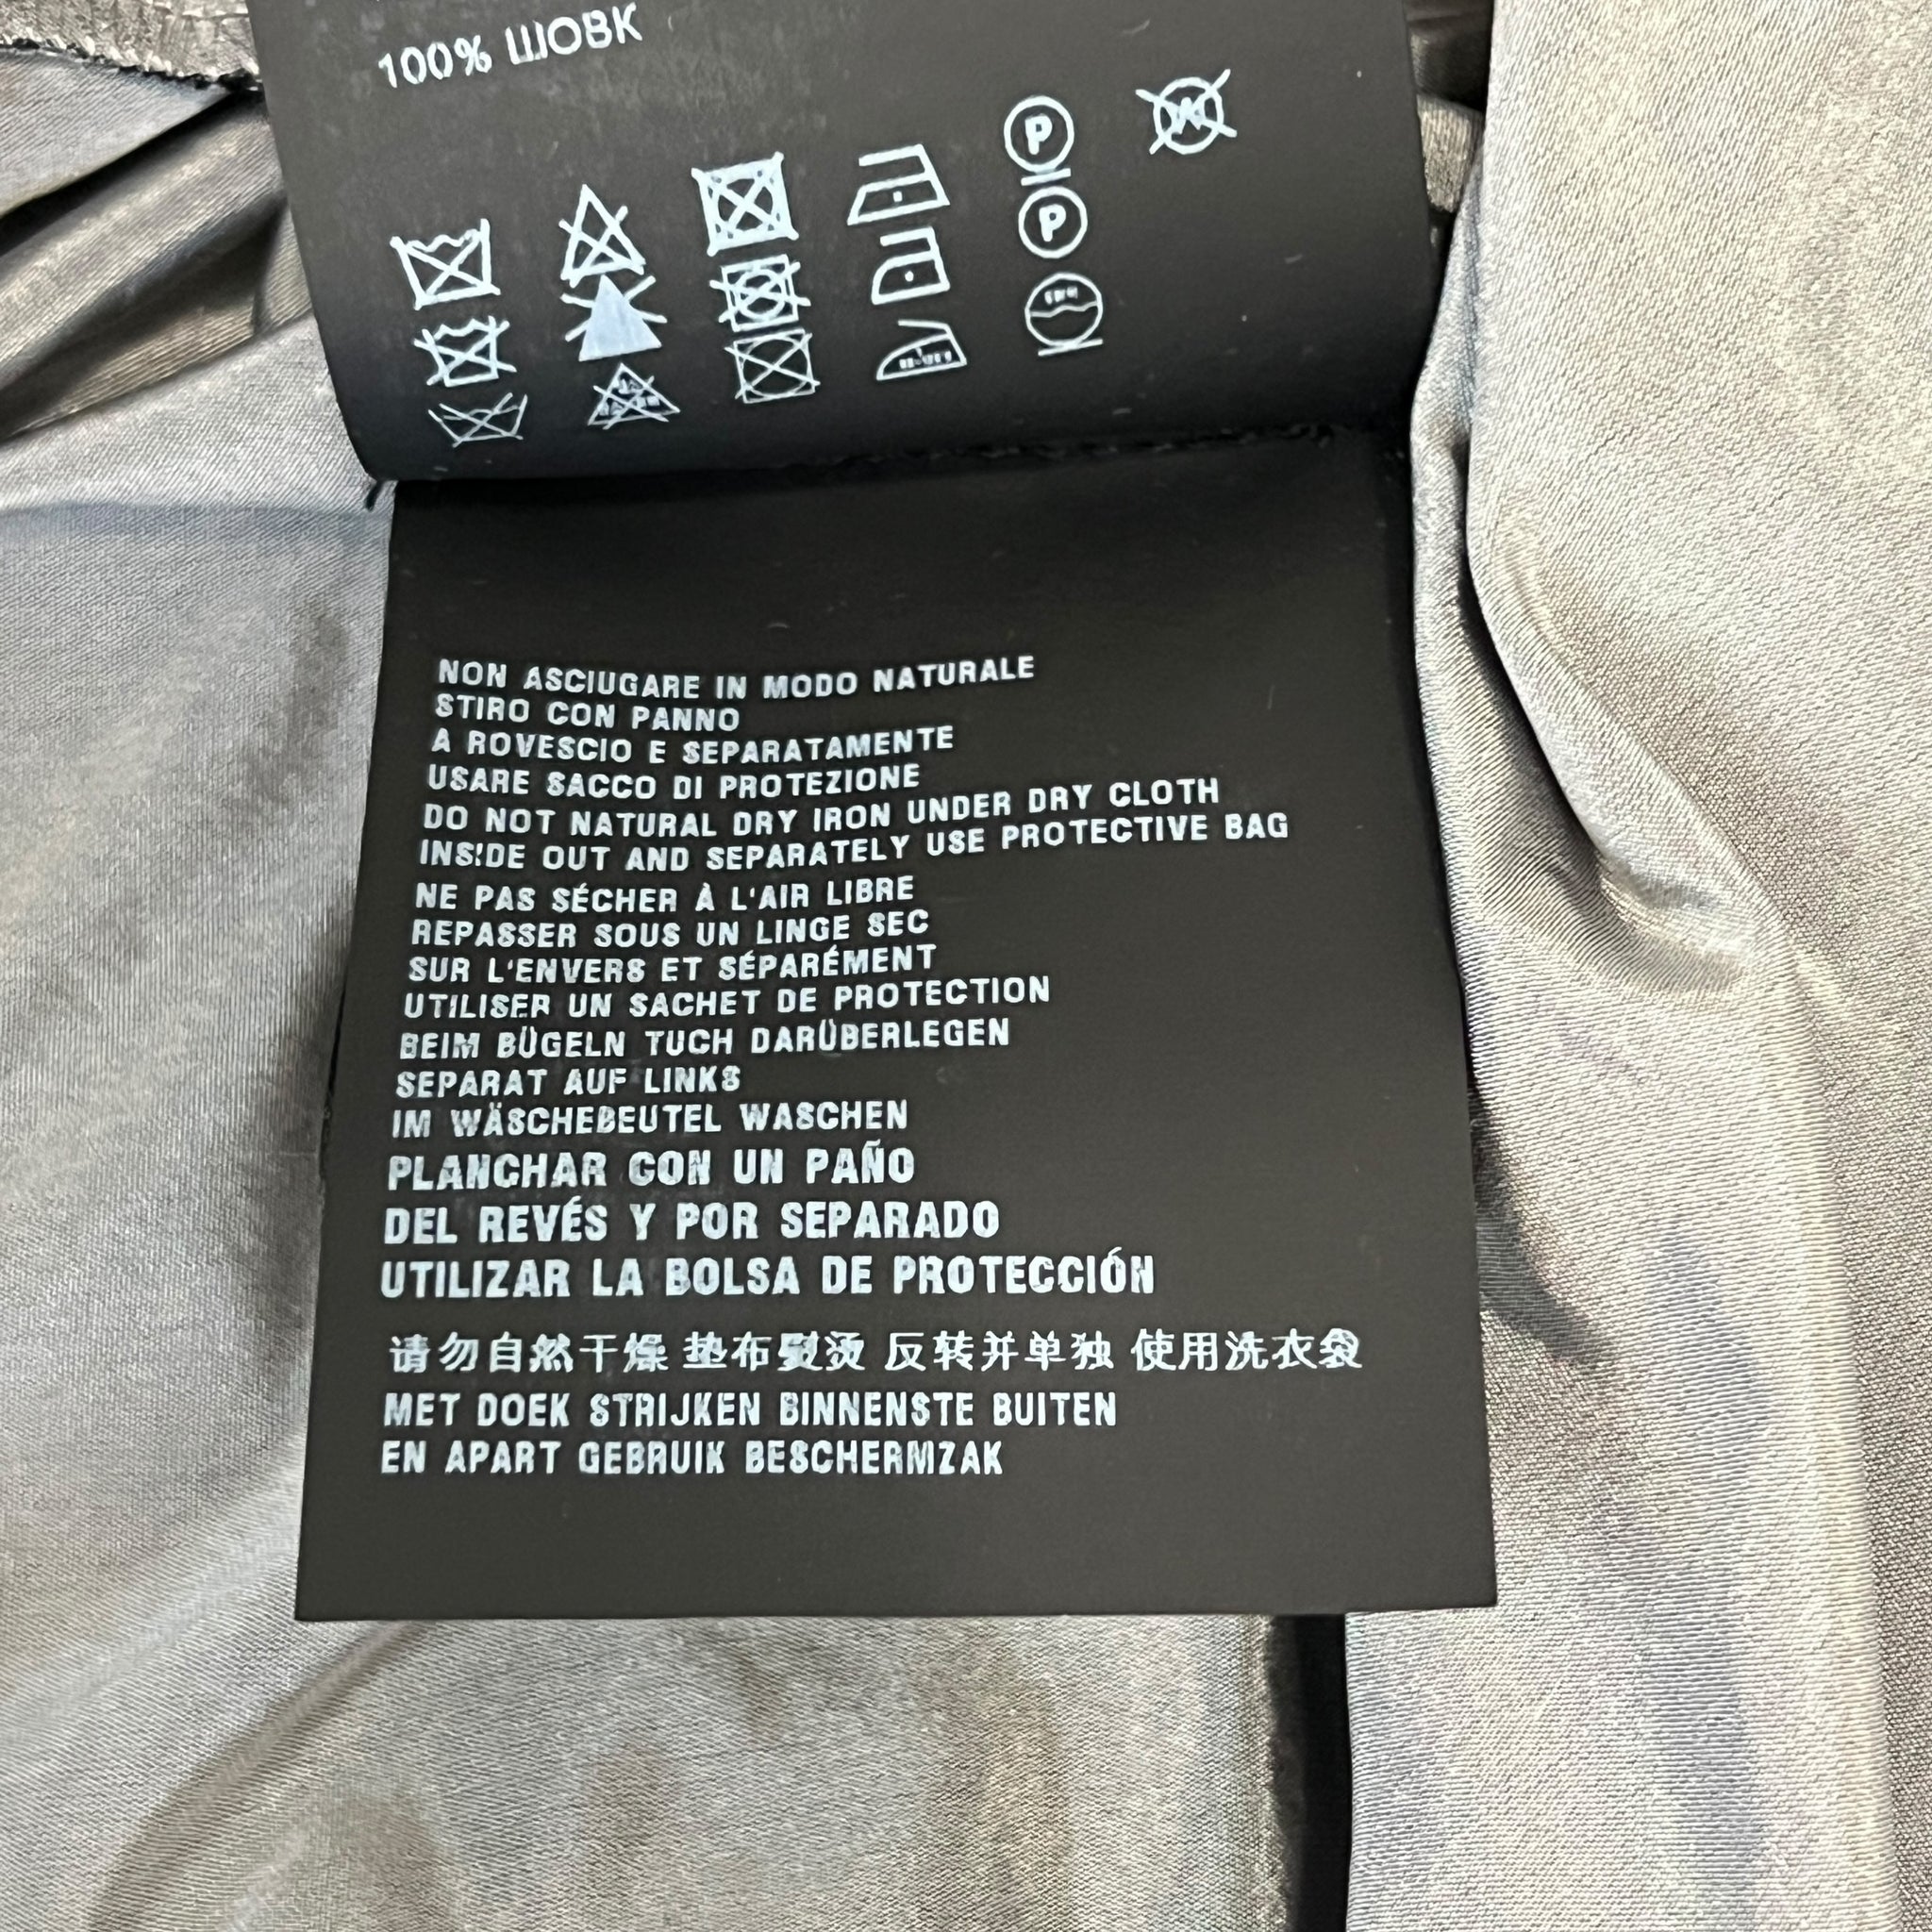 100% ШОВК
P
P
W
NON ASCIUGARE IN MODO NATURALE
STIRO CON PANNO
A ROVESCIO E SEPARATAMENTE
USARE SACCO DI PROTEZIONE
DO NOT NATURAL DRY IRON UNDER DRY CLOTH
INSIDE OUT AND SEPARATELY USE PROTECTIVE BAG
NE PAS SÉCHER À L'AIR LIBRE
REPASSER SOUS UN LINGE SEC
SUR L'ENVERS ET SÉPARÉMENT
UTILISER UN SACHET DE PROTECTION
BEIM BÜGELN TUCH DARÜBERLEGEN
SEPARAT AUF LINKS
IM WÄSCHEBEUTEL WASCHEN
PLANCHAR CON UN PAÑO
DEL REVÉS Y POR SEPARADO
UTILIZAR LA BOLSA DE PROTECCIÓN
请勿自然干燥 垫布熨烫 反转并单独 使用洗衣袋
MET DOEK STRIJKEN BINNENSTE BUITEN
EN APART GEBRUIK BESCHERMZAK